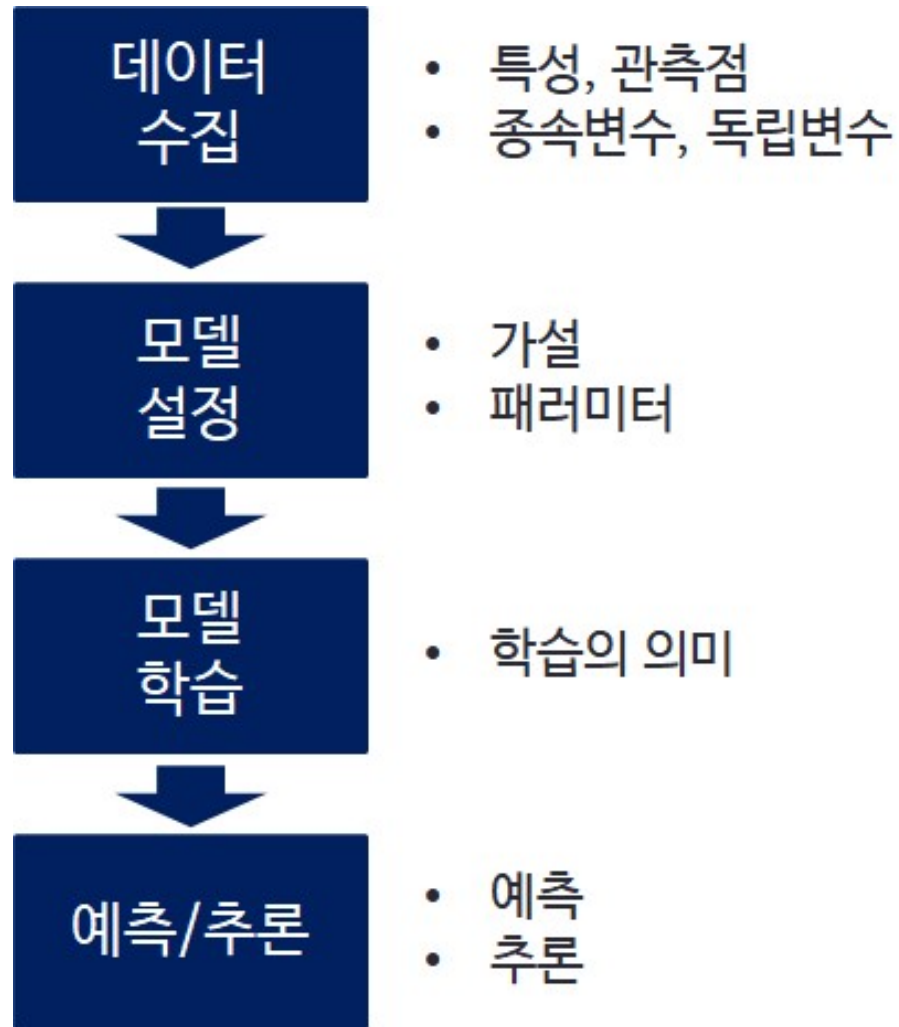 데이터
수집
• 특성, 관측점
• 종속변수, 독립변수
모델
설정
• 가설
• 패러미터
모델
학습
• 학습의 의미
예측/추론
• 예측
• 추론